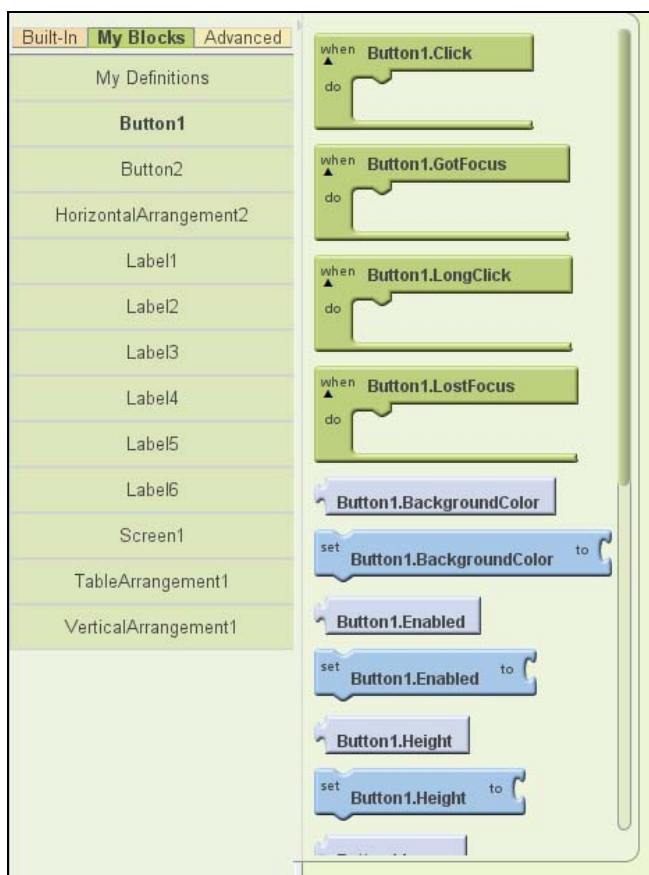 Built-In My Blocks Advanced
My Definitions
Button1
Button2
HorizontalArrangement2
Label1
Label2
Label3
Label4
Label5
Label6
Screen1
TableArrangement1
VerticalArrangement1
when Button1.Click
do
when Button1.GotFocus
do
when Button1.LongClick
do
when Button1.LostFocus
do
Button1.BackgroundColor
set Button1.BackgroundColor to
Button1.Enabled
set Button1.Enabled to
Button1.Height
set Button1.Height to